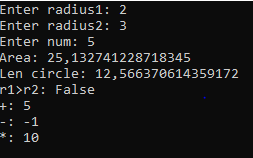 Enter radius1: 2
Enter radius2: 3
Enter num: 5
Area: 25,132741228718345
Len circle: 12,566370614359172
r1>r2: False
+: 5
-: -1
*: 10